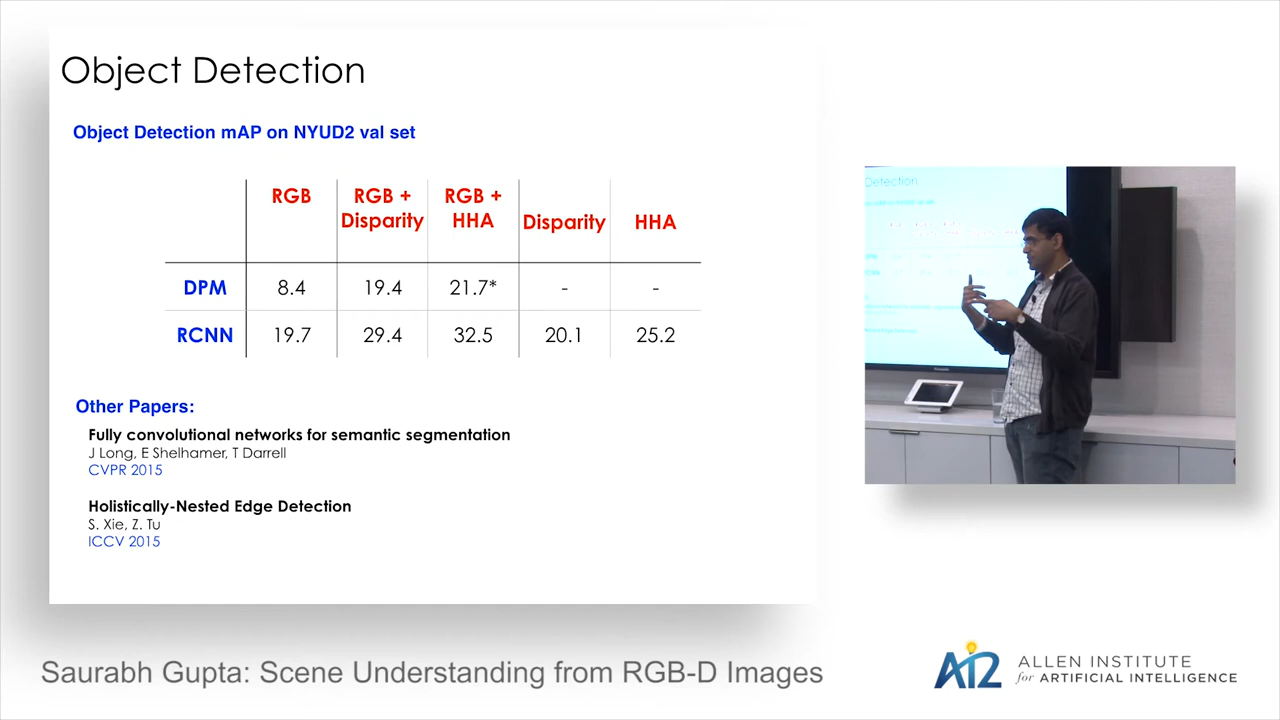 Object Detection
Object Detection mAP on NYUD2 val set
RGB RGB + Disparity RGB + HHA Disparity HHA
DPM 8.4 19.4 21.7* - -
RCNN 19.7 29.4 32.5 20.1 25.2
Other Papers:
Fully convolutional networks for semantic segmentation
J Long, E Shelhamer, T Darrell
CVPR 2015
Holistically-Nested Edge Detection
S. Xie, Z. Tu
ICCV 2015
Detection
Saurabh Gupta: Scene Understanding from RGB-D Images
AI2
ALLEN INSTITUTE
for ARTIFICIAL INTELLIGENCE